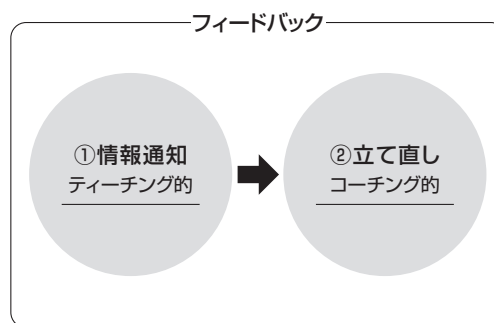 フィードバック
①情報通知
ティーチング的
②立て直し
コーチング的